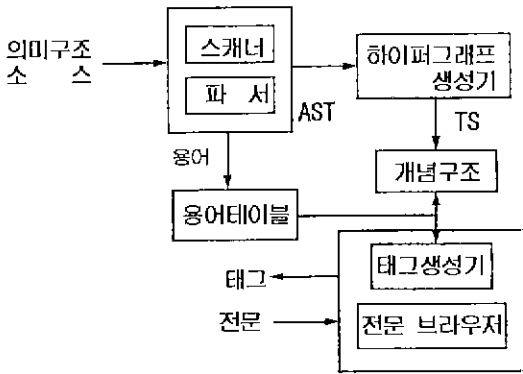 의미구조
소 스
스캐너
파 서
하이퍼그래프
생성기
AST
TS
용어
개념구조
용어테이블
태그생성기
태그
전문
전문 브라우저